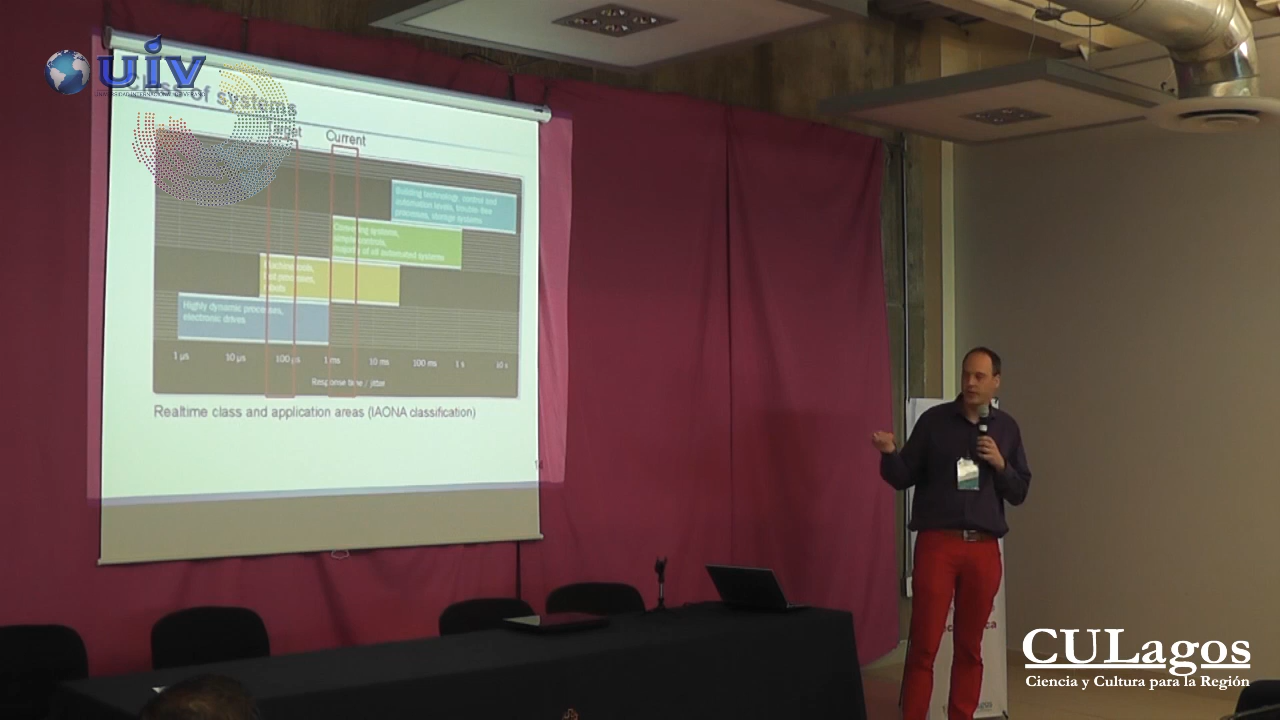 UIV
of systems
Target
Current
Building technology, control and
automation levels, trouble-free
processes, storage systems
Conveying systems,
simple controls,
majority of all automated systems
Machine tools,
fast processes,
robots
Highly dynamic processes,
electronic drives
1 µs 10 µs 100 µs 1 ms 10 ms 100 ms 1 s 10 s
Response time / jitter
Realtime class and application areas (IAONA classification)
14
CULagos
Ciencia y Cultura para la Región